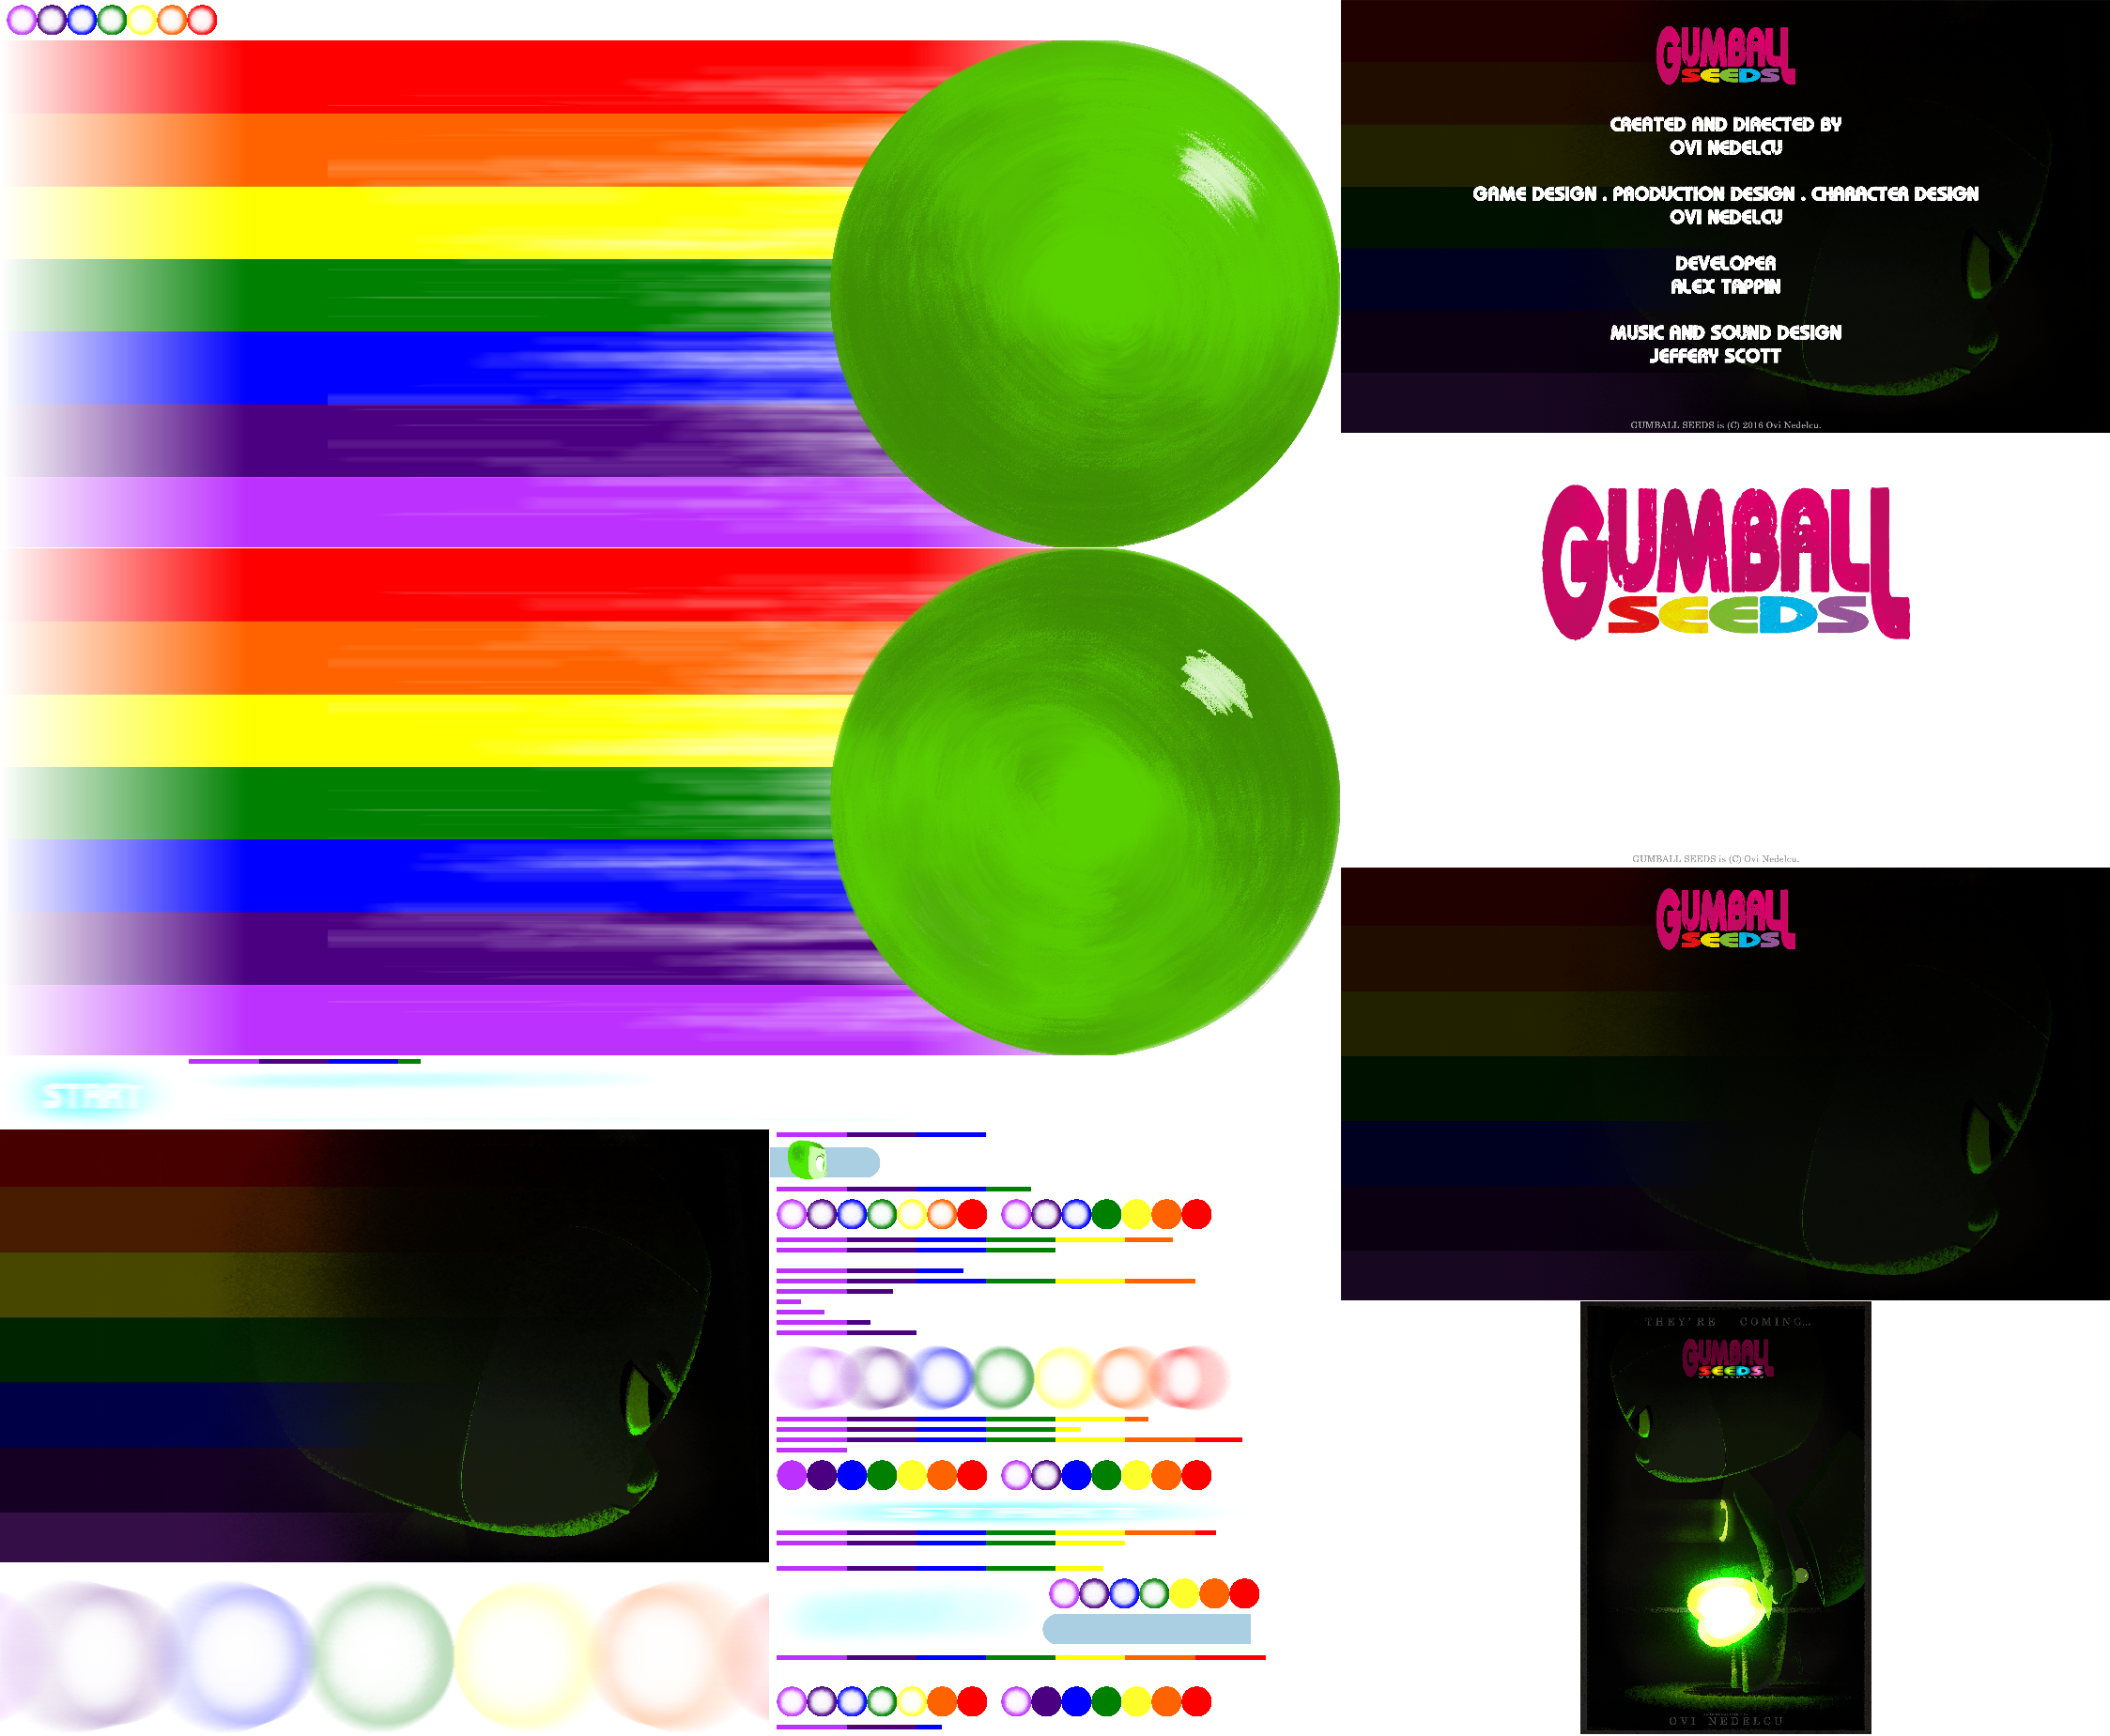 GUMBALL
SEEDS
CREATED AND DIRECTED BY
OVI NEDELCU
GAME DESIGN . PRODUCTION DESIGN . CHARACTER DESIGN
OVI NEDELCU
DEVELOPER
ALEX TAPPIN
MUSIC AND SOUND DESIGN
JEFFERY SCOTT
GUMBALL SEEDS is (C) 2016 Ovi Nedelcu.
GUMBALL
SEEDS
GUMBALL SEEDS is (C) Ovi Nedelcu.
GUMBALL
SEEDS
START
THEY'RE COMING...
GUMBALL
SEEDS
OVI NEDELCU
OVI NEDELCU